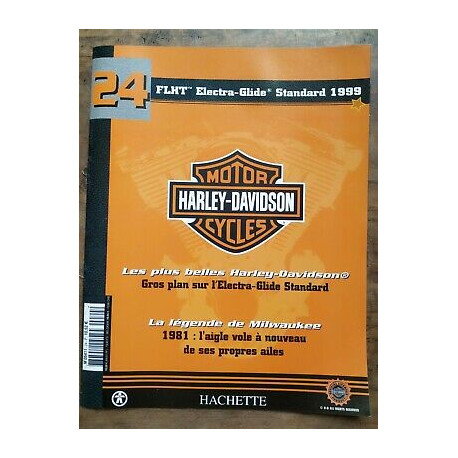 24
FLHT™ Electra-Glide® Standard 1999
MOTOR
HARLEY-DAVIDSON
CYCLES
Les plus belles Harley-Davidson®
Gros plan sur l'Electra-Glide Standard
La légende de Milwaukee
1981 : l'aigle vole à nouveau
de ses propres ailes
HACHETTE